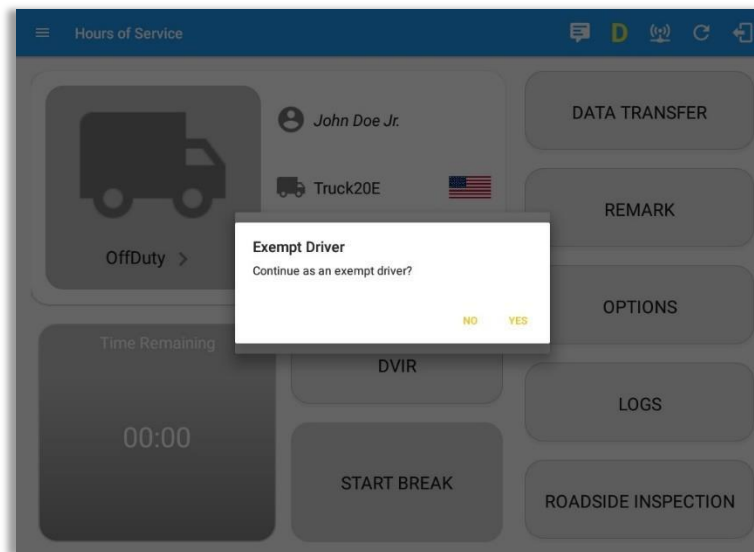 Hours of Service
D
John Doe Jr.
Truck20E
OffDuty >
DATA TRANSFER
REMARK
OPTIONS
LOGS
ROADSIDE INSPECTION
Exempt Driver
Continue as an exempt driver?
NO YES
Time Remaining
00:00
DVIR
START BREAK